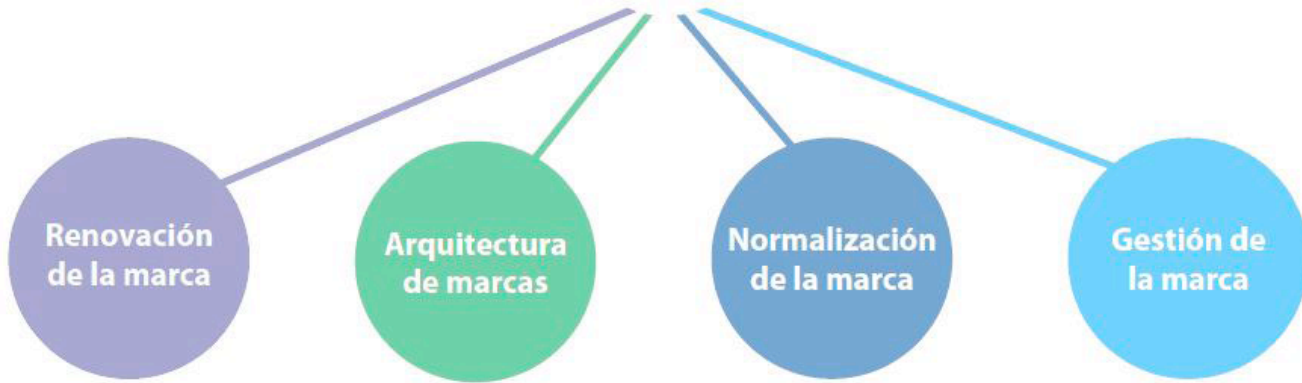 Renovación
de la marca
Arquitectura
de marcas
Normalización
de la marca
Gestión de
la marca